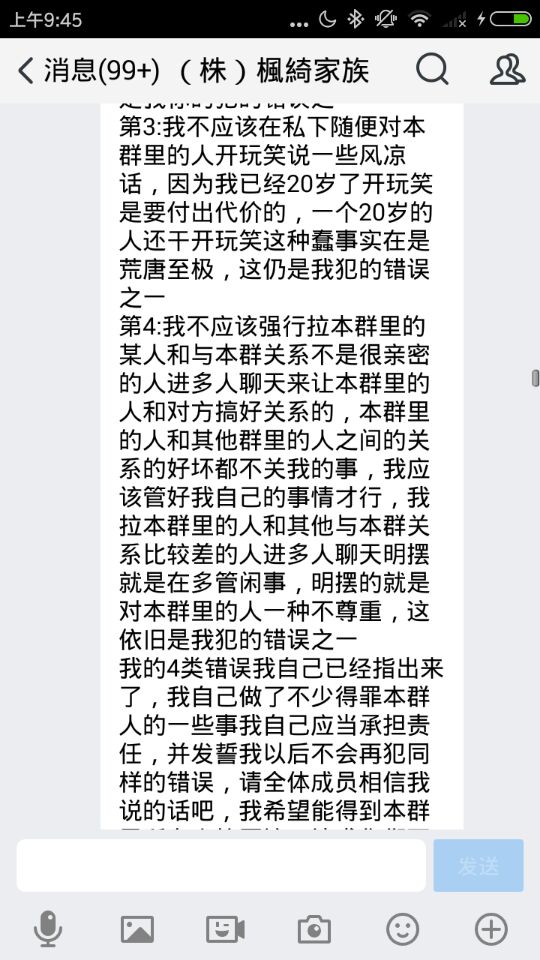 上午9:45
消息(99+)
（株）楓綺家族
第3:我不应该在私下随便对本
群里的人开玩笑说一些风凉
话，因为我已经20岁了开玩笑
是要付出代价的，一个20岁的
人还干开玩笑这种蠢事实在是
荒唐至极，这仍是我犯的错误
之一
第4:我不应该强行拉本群里的
某人和与本群关系不是很亲密
的人进多人聊天来让本群里的
人和对方搞好关系的，本群里
的人和其他群里的人之间的关
系的好坏都不关我的事，我应
该管好我自己的事情才行，我
拉本群里的人和其他与本群关
系比较差的人进多人聊天明摆
就是在多管闲事，明摆的就是
对本群里的人一种不尊重，这
依旧是我犯的错误之一
我的4类错误我自己已经指出来
了，我自己做了不少得罪本群
人的一些事我自己应当承担责
任，并发誓我以后不会再犯同
样的错误，请全体成员相信我
说的话吧，我希望能得到本群
发送